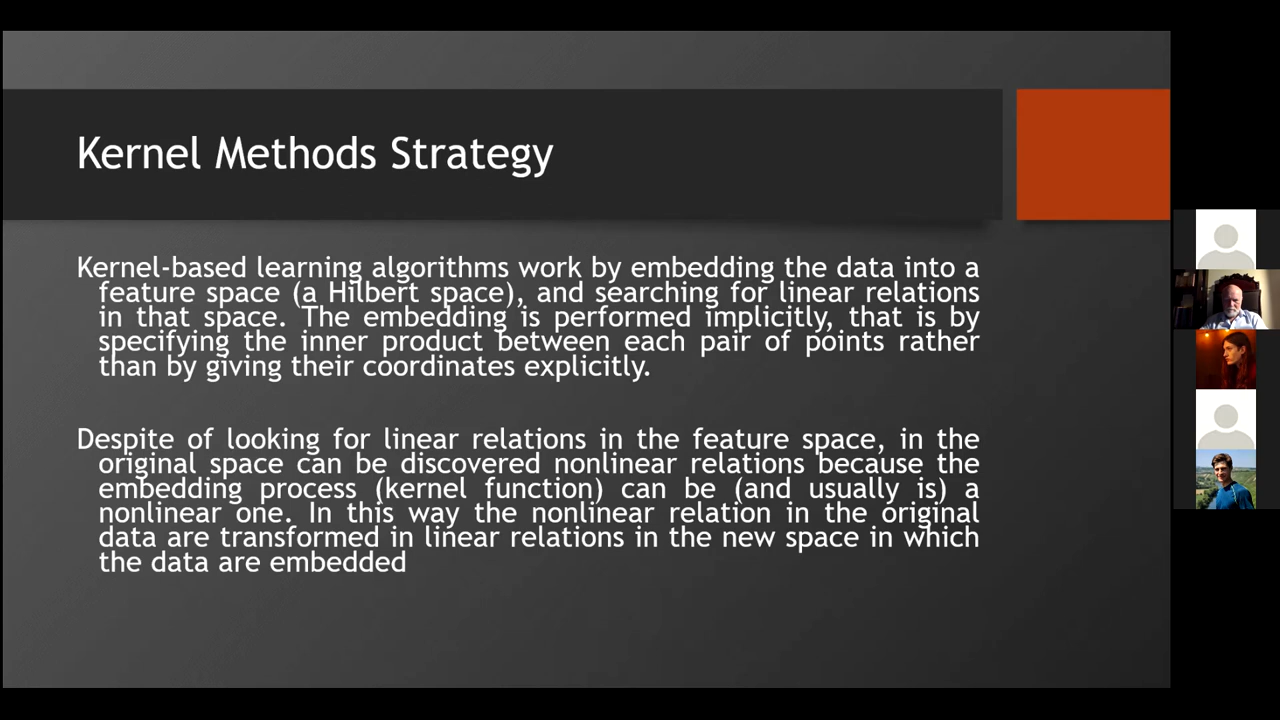 Kernel Methods Strategy
Kernel-based learning algorithms work by embedding the data into a
feature space (a Hilbert space), and searching for linear relations
in that space. The embedding is performed implicitly, that is by
specifying the inner product between each pair of points rather
than by giving their coordinates explicitly.
Despite of looking for linear relations in the feature space, in the
original space can be discovered nonlinear relations because the
embedding process (kernel function) can be (and usually is) a
nonlinear one. In this way the nonlinear relation in the original
data are transformed in linear relations in the new space in which
the data are embedded